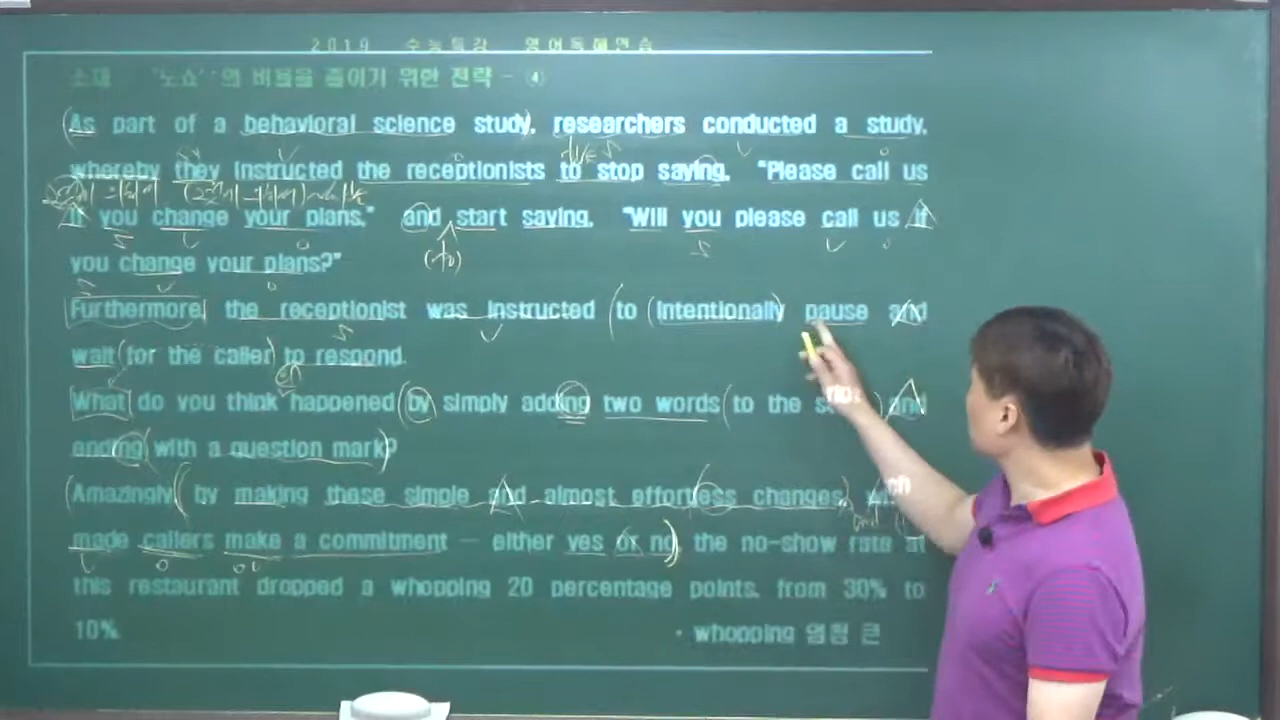 2019 수능특강 영어독해연습
소재 "노쇼"의 비율을 줄이기 위한 전략 - ④
As part of a behavioral science study, researchers conducted a study,
whereby they instructed the receptionists to stop saying, "Please call us
if you change your plans," and start saying, "Will you please call us if
you change your plans?"
Furthermore, the receptionist was instructed to intentionally pause and
wait for the caller to respond.
What do you think happened by simply adding two words to the and
ending with a question mark?
Amazingly, by making these simple and almost effortless changes,
made callers make a commitment — either yes or no, the no-show rate at
this restaurant dropped a whopping 20 percentage points, from 30% to
10%.
· whopping 엄청 큰